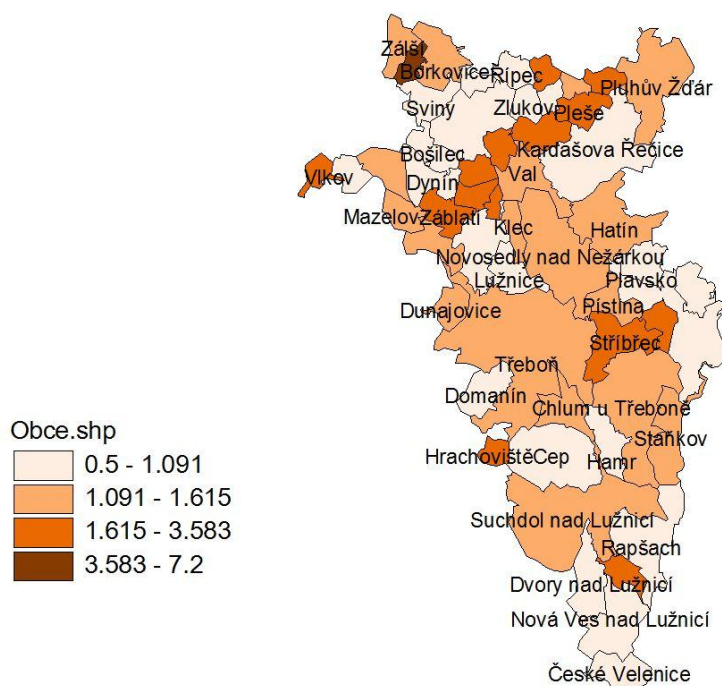 Zálší
Borkovice
Řípec
Pluhův Žďár
Sviny
Zlukov
Pleše
Kardašova Řečice
Bošilec
Vlkov
Dynín
Val
Mazelov
Záblatí
Klec
Hatín
Novosedly nad Nežárkou
Lužnice
Plavsko
Dunajovice
Pístina
Stříbřec
Třeboň
Domanín
Chlum u Třeboně
Obce.shp
0.5 - 1.091
1.091 - 1.615
1.615 - 3.583
3.583 - 7.2
Staňkov
Hrachoviště
Cep
Hamr
Suchdol nad Lužnicí
Rapšach
Dvory nad Lužnicí
Nová Ves nad Lužnicí
České Velenice